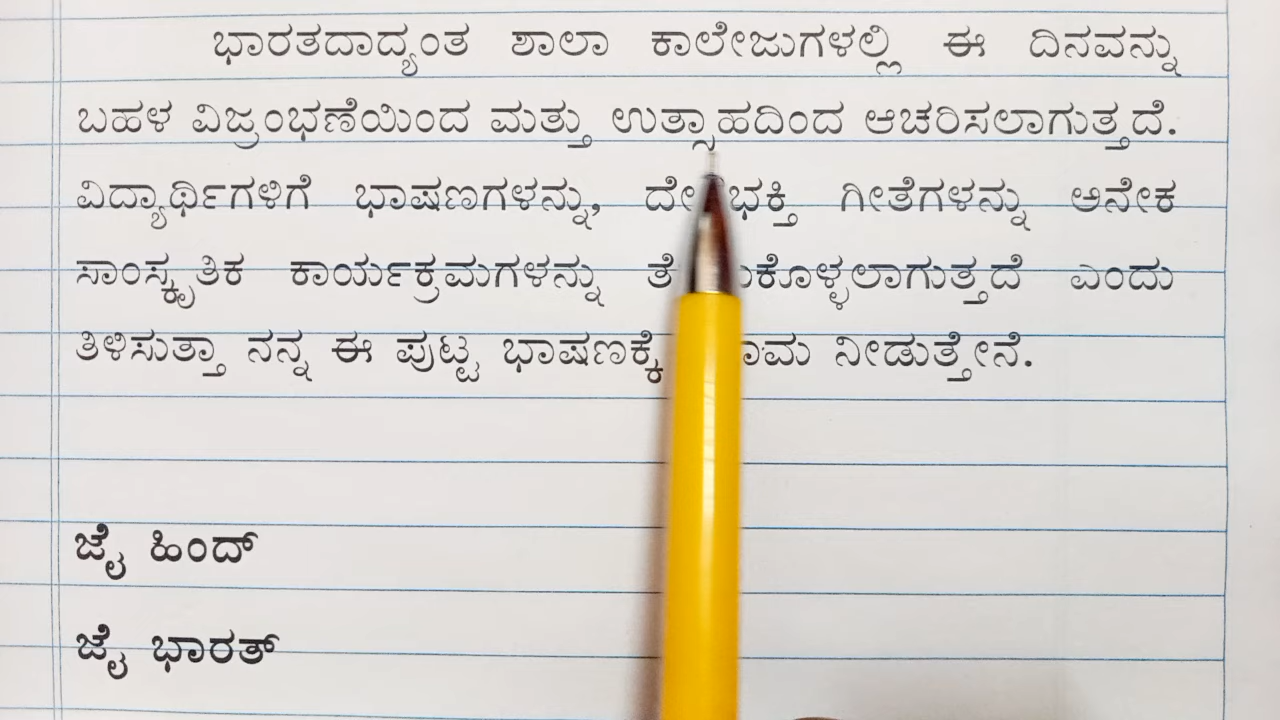 ಭಾರತದಾದ್ಯಂತ ಶಾಲಾ ಕಾಲೇಜುಗಳಲ್ಲಿ ಈ ದಿನವನ್ನು
ಬಹಳ ವಿಜ್ರಂಭಣೆಯಿಂದ ಮತ್ತು ಉತ್ಸಾಹದಿಂದ ಆಚರಿಸಲಾಗುತ್ತದೆ.
ವಿದ್ಯಾರ್ಥಿಗಳಿಗೆ ಭಾಷಣಗಳನ್ನು, ಗೀತೆಗಳನ್ನು ಅನೇಕ
ಸಾಂಸ್ಕೃತಿಕ ಕಾರ್ಯಕ್ರಮಗಳನ್ನು ಎಂದು
ತಿಳಿಸುತ್ತಾ ನನ್ನ ಈ ಪುಟ್ಟ ಭಾಷಣಕ್ಕೆ ನೀಡುತ್ತೇನೆ.
ಜೈ ಹಿಂದ್
ಜೈ ಭಾರತ್